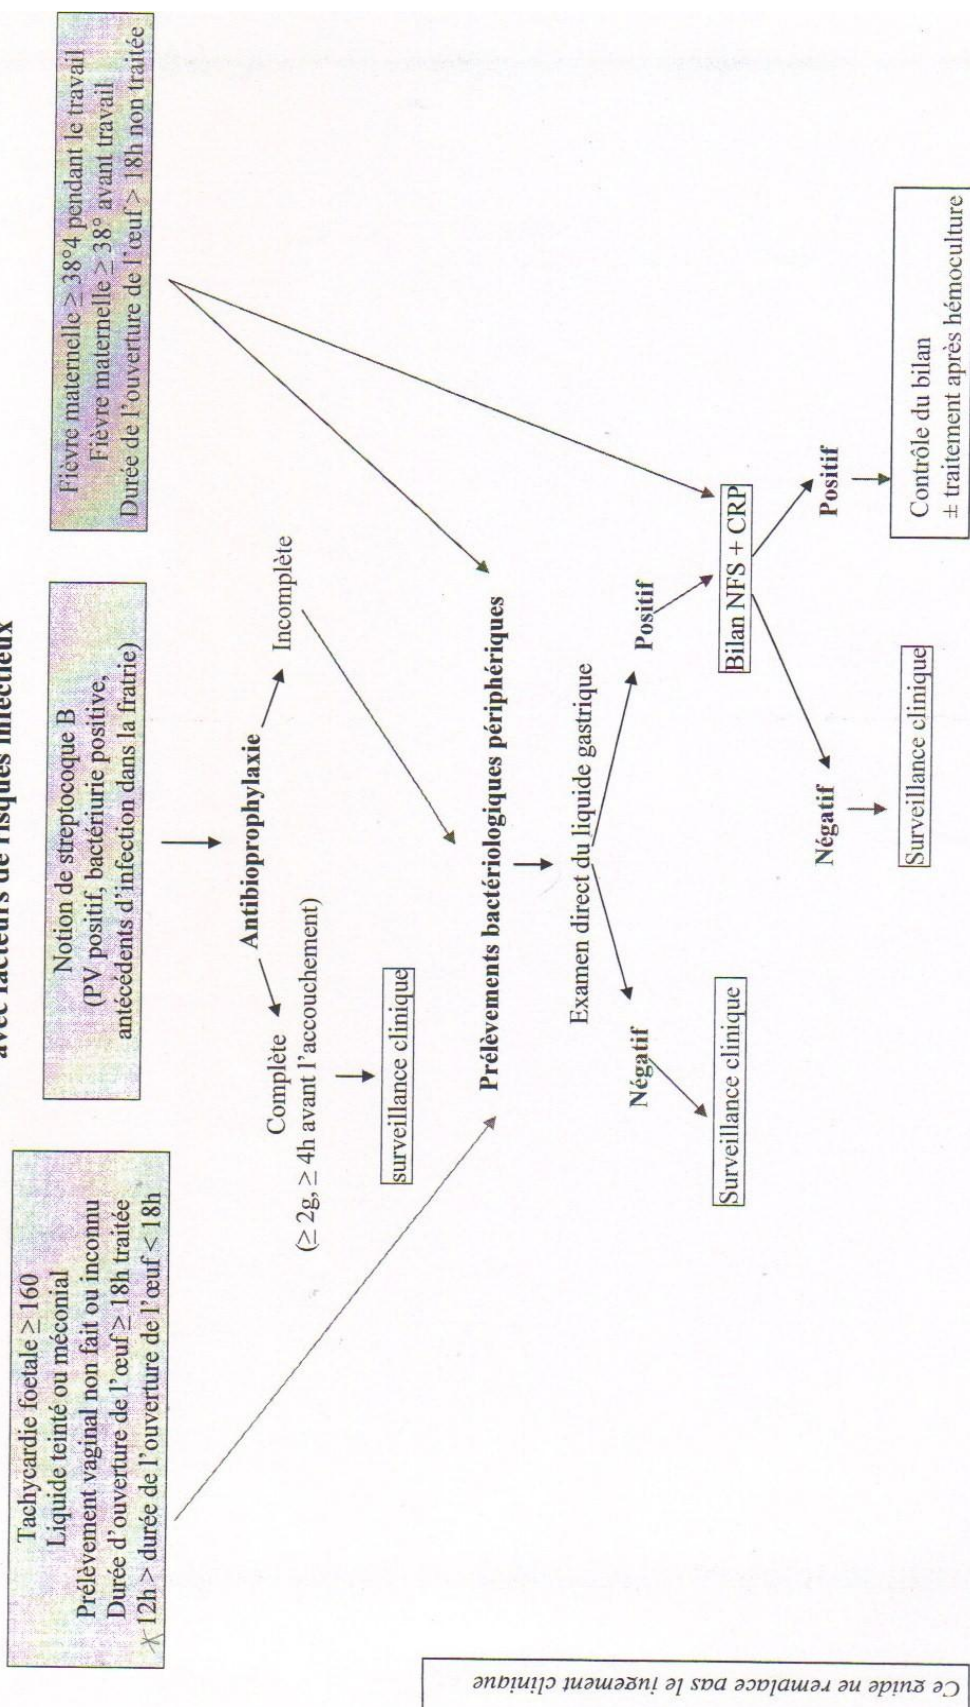 avec facteurs de risques infectieux
Tachycardie foetale ≥ 160
Liquide teinté ou méconial
Prélèvement vaginal non fait ou inconnu
Durée d'ouverture de l'œuf ≥ 18h traitée
* 12h > durée de l'ouverture de l'œuf < 18h
Notion de streptocoque B
(PV positif, bactériurie positive,
antécédents d'infection dans la fratrie)
Fièvre maternelle ≥ 38°4 pendant le travail
Fièvre maternelle ≥ 38° avant travail
Durée de l'ouverture de l'œuf > 18h non traitée
Antibioprophylaxie
Complète
(≥ 2g, ≥ 4h avant l'accouchement)
Incomplète
surveillance clinique
Prélèvements bactériologiques périphériques
Examen direct du liquide gastrique
Négatif
Positif
Surveillance clinique
Bilan NFS + CRP
Négatif
Positif
Surveillance clinique
Contrôle du bilan
± traitement après hémoculture
Ce guide ne remplace pas le jugement clinique